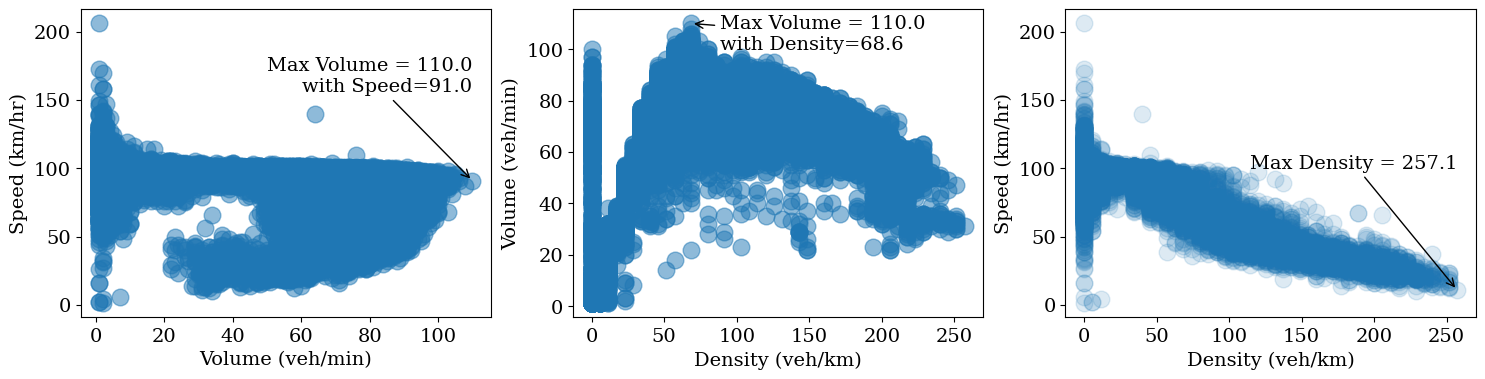 Speed (km/hr)
200
150
100
50
0
Max Volume = 110.0
with Speed=91.0
0 20 40 60 80 100
Volume (veh/min)
Volume (veh/min)
100
80
60
40
20
0
Max Volume = 110.0
with Density=68.6
0 50 100 150 200 250
Density (veh/km)
Speed (km/hr)
200
150
100
50
0
Max Density = 257.1
0 50 100 150 200 250
Density (veh/km)